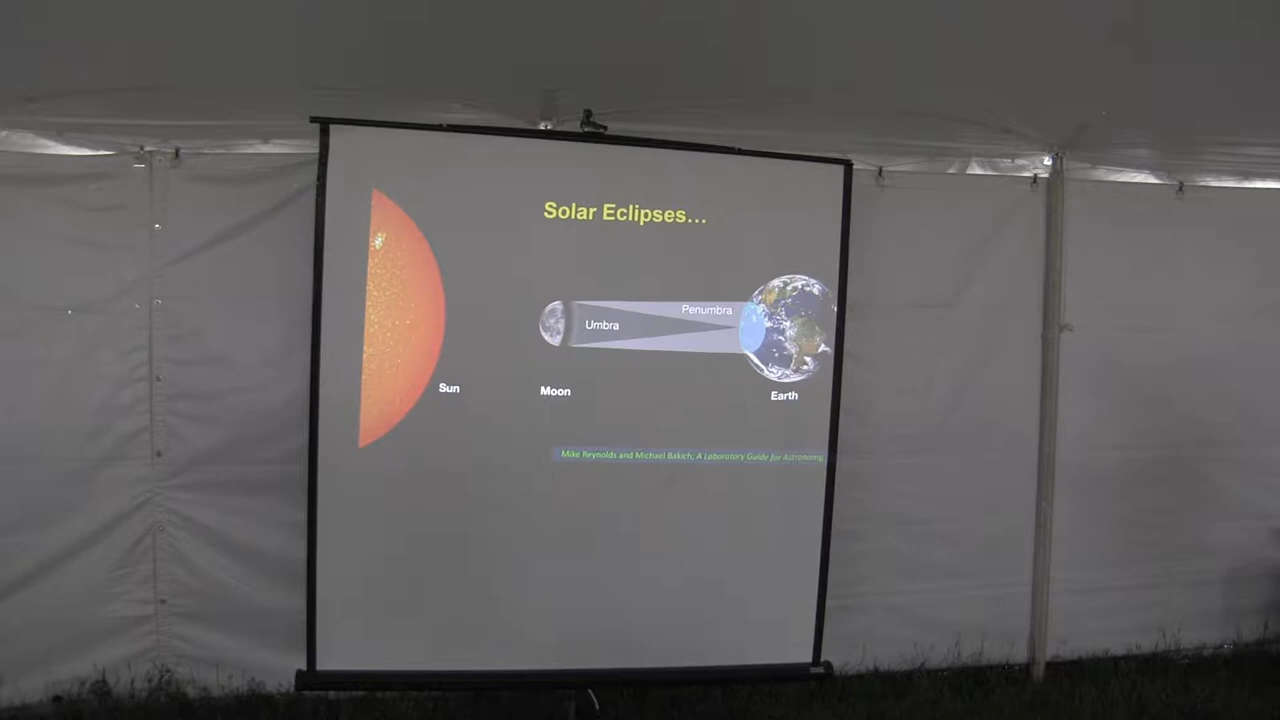 Solar Eclipses…
Penumbra
Umbra
Sun
Moon
Earth
Mike Reynolds and Michael Bakich; A Laboratory Guide for Astronomy,